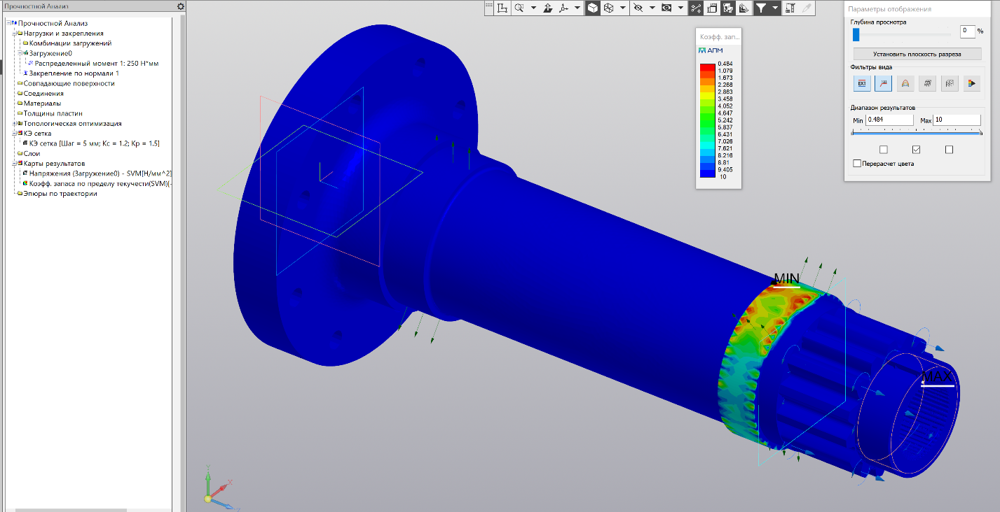 Прочностной Анализ
Прочностной Анализ
Нагрузки и закрепления
Комбинации загружений
Загружение0
Распределенный момент 1: 250 Н*мм
Закрепление по нормали 1
Совпадающие поверхности
Соединения
Материалы
Толщины пластин
Топологическая оптимизация
КЭ сетка
КЭ сетка [Шаг = 5 мм; Кс = 1.2; Кр = 1.5]
Слои
Карты результатов
Напряжения (Загружение0) - SVM[Н/мм^2]
Коэфф. запаса по пределу текучести(SVM)[-
Эпюры по траектории
Коэфф. зап...
АПМ
0.484
1.079
1.673
2.268
2.863
3.458
4.052
4.647
5.242
5.837
6.431
7.026
7.621
8.216
8.81
9.405
10
MIN
MAX
Y
X
Z
Параметры отображения
Глубина просмотра
0 %
Установить плоскость разреза
Фильтры вида
EXT
Диапазон результатов
Min 0.484 Max 10
Перерасчет цвета